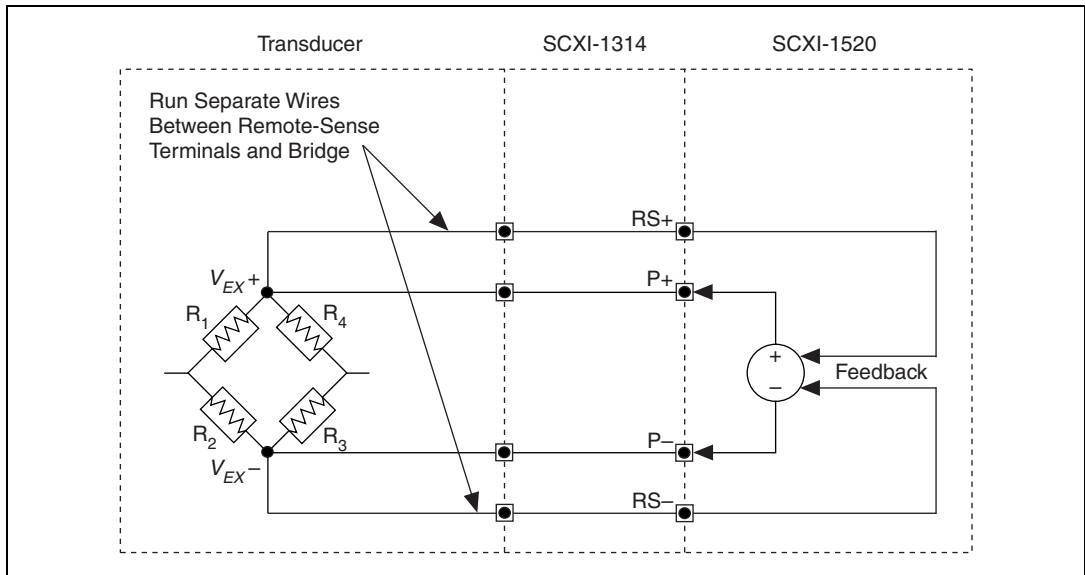 Transducer
SCXI-1314
SCXI-1520
Run Separate Wires
Between Remote-Sense
Terminals and Bridge
RS+
VEX+
P+
R1
R4
+
–
Feedback
R2
R3
P–
VEX–
RS–